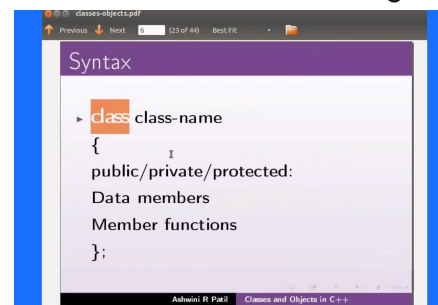 classes-objects.pdf
Previous Next 6 (23 of 44) Best Fit
Syntax
class class-name
{
public/private/protected:
Data members
Member functions
};
Ashwini R Patil Classes and Objects in C++